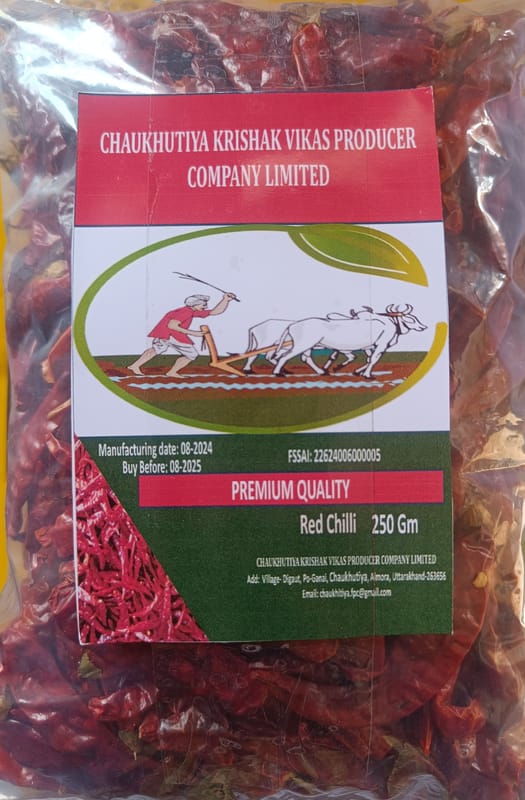 CHAUKHUTIYA KRISHAK VIKAS PRODUCER
COMPANY LIMITED
Manufacturing date: 08-2024
Buy Before: 08-2025
FSSAI: 22624006000005
PREMIUM QUALITY
Red Chilli 250 Gm
CHAUKHUTIYA KRISHAK VIKAS PRODUCER COMPANY LIMITED
Add: Village- Digaut, Po-Ganai, Chaukhutiya, Almora, Uttarakhand-263656
Email: chaukhitiya.fpc@gmail.com